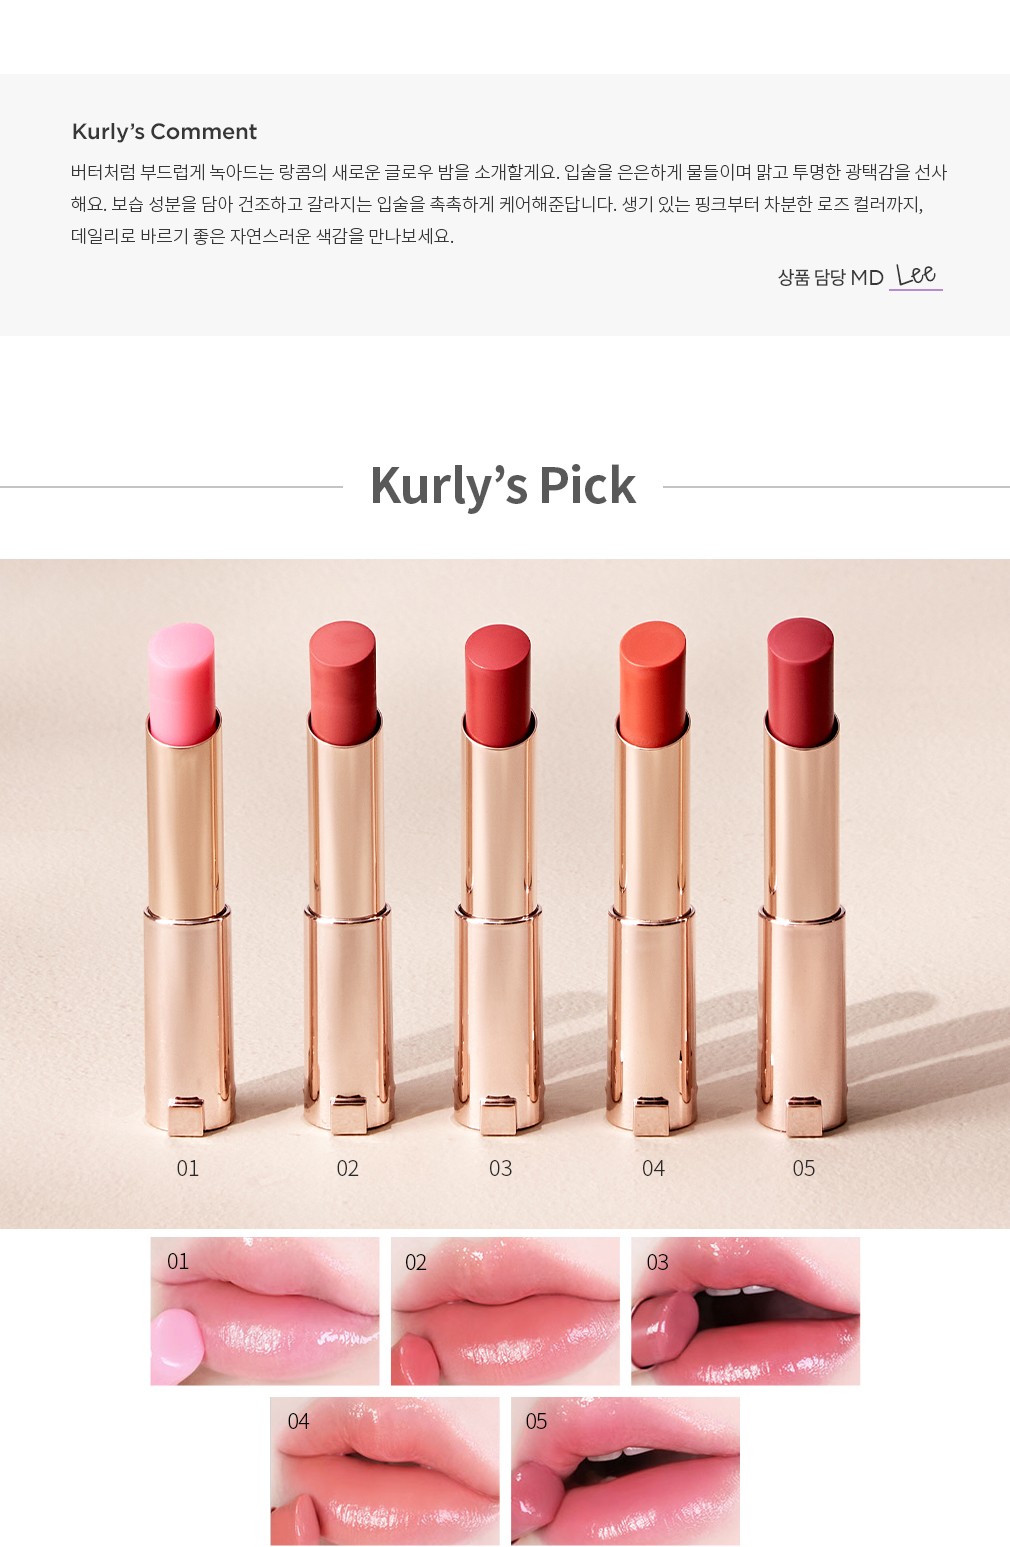 Kurly’s Comment
버터처럼 부드럽게 녹아드는 랑콤의 새로운 글로우 밤을 소개할게요. 입술을 은은하게 물들이며 맑고 투명한 광택감을 선사
해요. 보습 성분을 담아 건조하고 갈라지는 입술을 촉촉하게 케어해준답니다. 생기 있는 핑크부터 차분한 로즈 컬러까지,
데일리로 바르기 좋은 자연스러운 색감을 만나보세요.
상품 담당 MD Lee
Kurly’s Pick
01 02 03 04 05
01 02 03
04 05